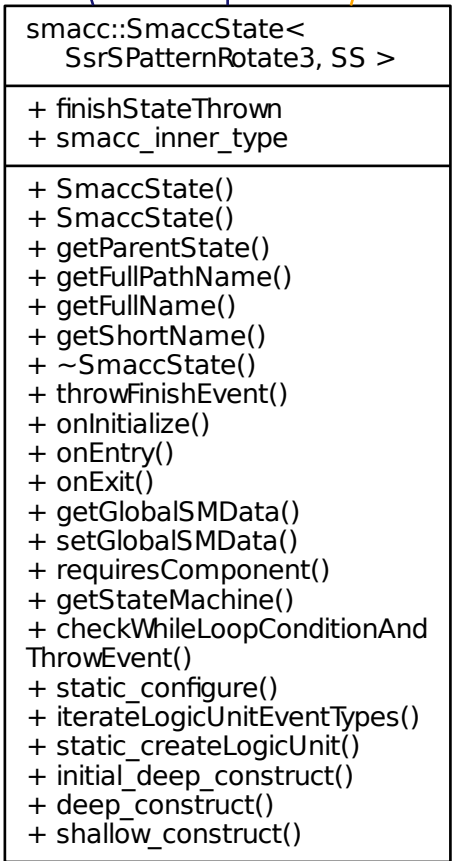 smacc::SmaccState<
SsrSPatternRotate3, SS >
+ finishStateThrown
+ smacc_inner_type
+ SmaccState()
+ SmaccState()
+ getParentState()
+ getFullPathName()
+ getFullName()
+ getShortName()
+ ~SmaccState()
+ throwFinishEvent()
+ onInitialize()
+ onEntry()
+ onExit()
+ getGlobalSMData()
+ setGlobalSMData()
+ requiresComponent()
+ getStateMachine()
+ checkWhileLoopConditionAnd
ThrowEvent()
+ static_configure()
+ iterateLogicUnitEventTypes()
+ static_createLogicUnit()
+ initial_deep_construct()
+ deep_construct()
+ shallow_construct()